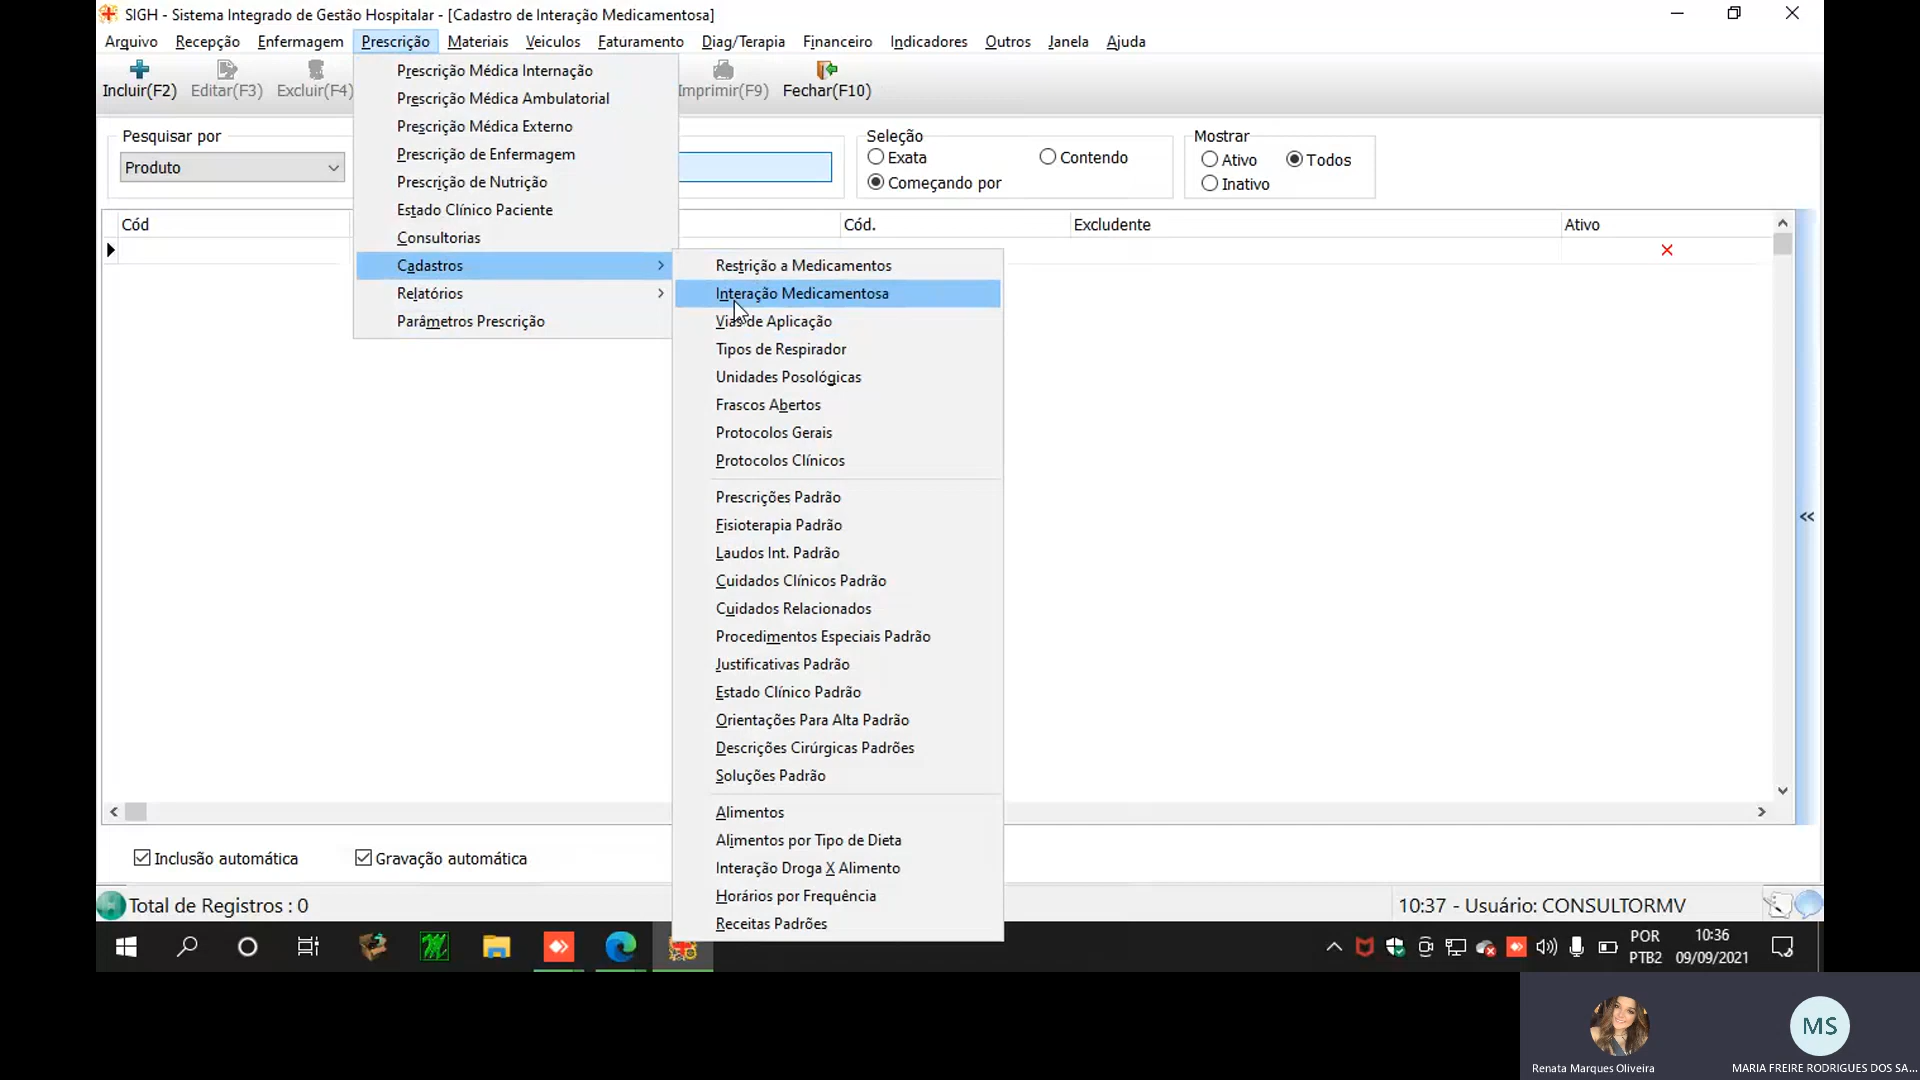 SIGH - Sistema Integrado de Gestão Hospitalar - [Cadastro de Interação Medicamentosa]
Arquivo Recepção Enfermagem Prescrição Materiais Veiculos Faturamento Diag/Terapia Financeiro Indicadores Outros Janela Ajuda
Incluir(F2) Editar(F3) Excluir(F4) Imprimir(F9) Fechar(F10)
Prescrição Médica Internação
Prescrição Médica Ambulatorial
Prescrição Médica Externo
Prescrição de Enfermagem
Prescrição de Nutrição
Estado Clínico Paciente
Consultorias
Cadastros
Relatórios
Parâmetros Prescrição
Pesquisar por
Produto
Seleção
Exata Contendo
Começando por
Mostrar
Ativo Todos
Inativo
Cód Cód. Excludente Ativo
Restrição a Medicamentos
Interação Medicamentosa
Vias de Aplicação
Tipos de Respirador
Unidades Posológicas
Frascos Abertos
Protocolos Gerais
Protocolos Clínicos
Prescrições Padrão
Fisioterapia Padrão
Laudos Int. Padrão
Cuidados Clínicos Padrão
Cuidados Relacionados
Procedimentos Especiais Padrão
Justificativas Padrão
Estado Clínico Padrão
Orientações Para Alta Padrão
Descrições Cirúrgicas Padrões
Soluções Padrão
Alimentos
Alimentos por Tipo de Dieta
Interação Droga X Alimento
Horários por Frequência
Receitas Padrões
Inclusão automática Gravação automática
Total de Registros : 0
10:37 - Usuário: CONSULTORMV
POR
PTB2
10:36
09/09/2021
MS
Renata Marques Oliveira
MARIA FREIRE RODRIGUES DOS SA...